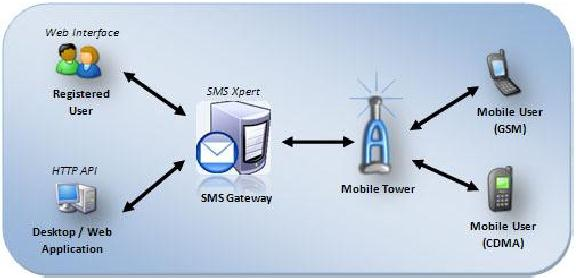 Web Interface
Registered
User
HTTP API
Desktop / Web
Application
SMS Xpert
SMS Gateway
Mobile Tower
Mobile User
(GSM)
Mobile User
(CDMA)